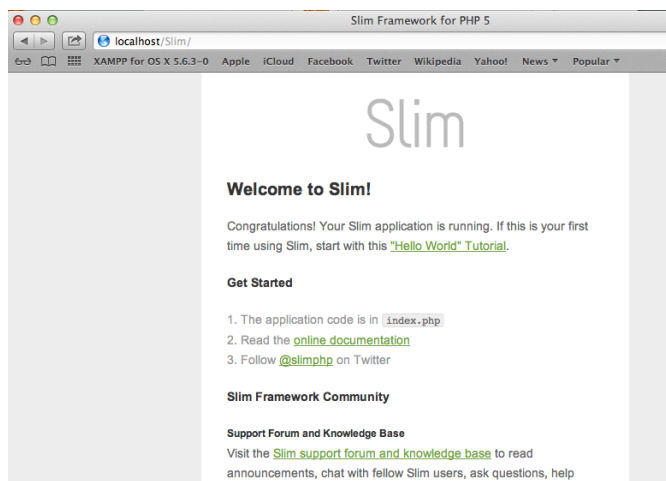 Slim Framework for PHP 5
localhost/Slim/
XAMPP for OS X 5.6.3-0 Apple iCloud Facebook Twitter Wikipedia Yahoo! News Popular
Slim
Welcome to Slim!
Congratulations! Your Slim application is running. If this is your first
time using Slim, start with this "Hello World" Tutorial.
Get Started
1. The application code is in index.php
2. Read the online documentation
3. Follow @slimphp on Twitter
Slim Framework Community
Support Forum and Knowledge Base
Visit the Slim support forum and knowledge base to read
announcements, chat with fellow Slim users, ask questions, help